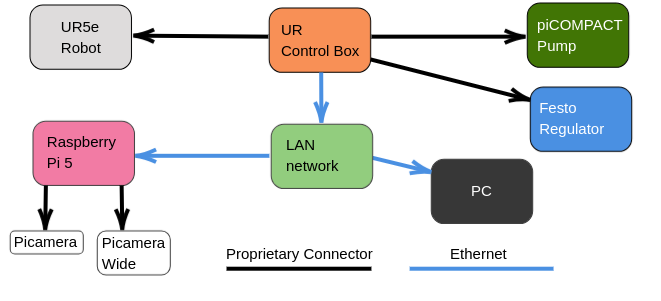 UR5e
Robot
UR
Control Box
piCOMPACT
Pump
Festo
Regulator
Raspberry
Pi 5
LAN
network
PC
Picamera
Picamera
Wide
Proprietary Connector
Ethernet